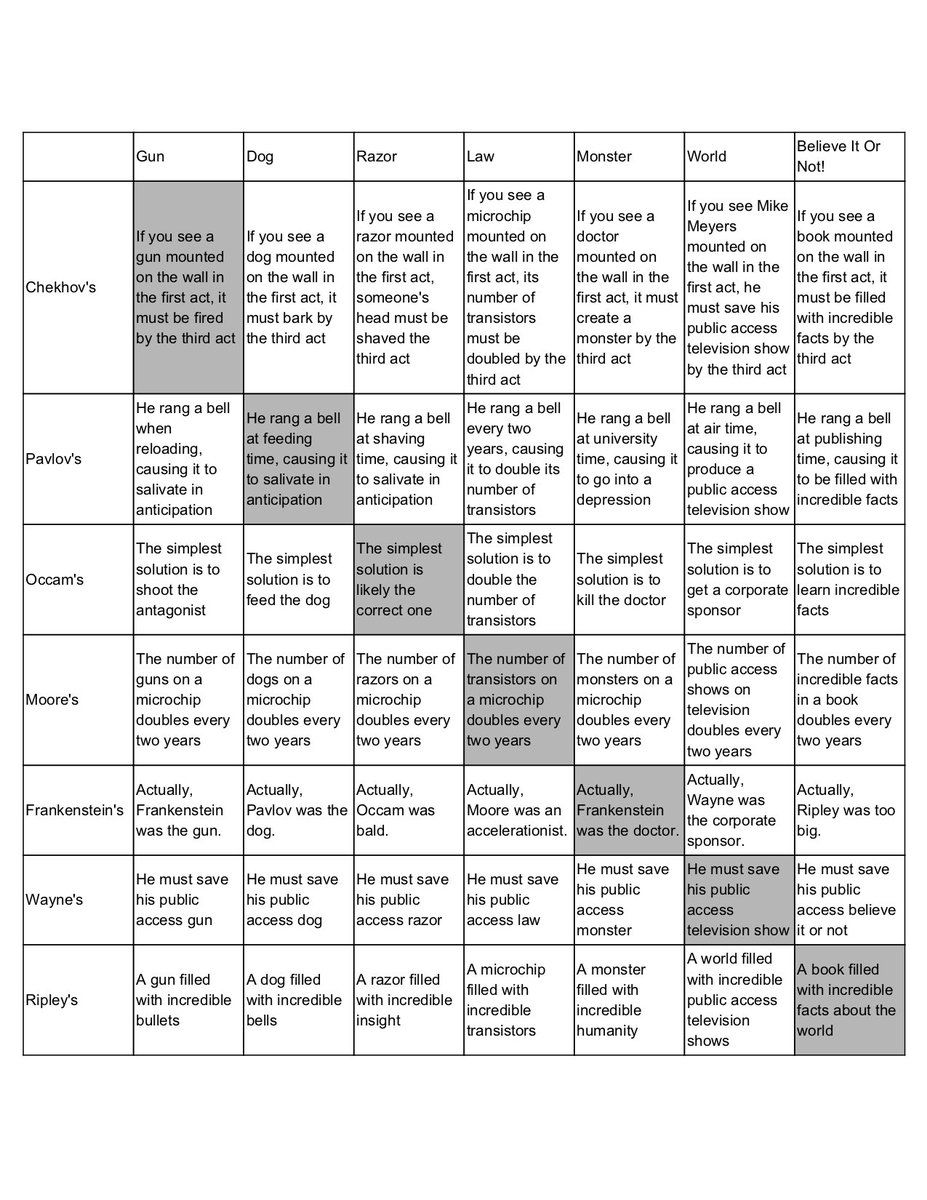 Gun
Dog
Razor
Law
Monster
World
Believe It Or
Not!
Chekhov's
If you see a
gun mounted
on the wall in
the first act, it
must be fired
by the third act
If you see a
dog mounted
on the wall in
the first act, it
must bark by
the third act
If you see a
razor mounted
on the wall in
the first act,
someone's
head must be
shaved the
third act
If you see a
microchip
mounted on
the wall in the
first act, its
number of
transistors
must be
doubled by the
third act
If you see a
doctor
mounted on
the wall in the
first act, it must
create a
monster by the
third act
If you see Mike
Meyers
mounted on
the wall in the
first act, he
must save his
public access
television show
by the third act
If you see a
book mounted
on the wall in
the first act, it
must be filled
with incredible
facts by the
third act
Pavlov's
He rang a bell
when
reloading,
causing it to
salivate in
anticipation
He rang a bell
at feeding
time, causing it
to salivate in
anticipation
He rang a bell
at shaving
time, causing it
to salivate in
anticipation
He rang a bell
every two
years, causing
it to double its
number of
transistors
He rang a bell
at university
time, causing it
to go into a
depression
He rang a bell
at air time,
causing it to
produce a
public access
television show
He rang a bell
at publishing
time, causing it
to be filled with
incredible facts
Occam's
The simplest
solution is to
shoot the
antagonist
The simplest
solution is to
feed the dog
The simplest
solution is
likely the
correct one
The simplest
solution is to
double the
number of
transistors
The simplest
solution is to
kill the doctor
The simplest
solution is to
get a corporate
sponsor
The simplest
solution is to
learn incredible
facts
Moore's
The number of
guns on a
microchip
doubles every
two years
The number of
dogs on a
microchip
doubles every
two years
The number of
razors on a
microchip
doubles every
two years
The number of
transistors on
a microchip
doubles every
two years
The number of
monsters on a
microchip
doubles every
two years
The number of
public access
shows on
television
doubles every
two years
The number of
incredible facts
in a book
doubles every
two years
Frankenstein's
Actually,
Frankenstein
was the gun.
Actually,
Pavlov was the
dog.
Actually,
Occam was
bald.
Actually,
Moore was an
accelerationist.
Actually,
Frankenstein
was the doctor.
Actually,
Wayne was
the corporate
sponsor.
Actually,
Ripley was too
big.
Wayne's
He must save
his public
access gun
He must save
his public
access dog
He must save
his public
access razor
He must save
his public
access law
He must save
his public
access
monster
He must save
his public
access
television show
He must save
his public
access believe
it or not
Ripley's
A gun filled
with incredible
bullets
A dog filled
with incredible
bells
A razor filled
with incredible
insight
A microchip
filled with
incredible
transistors
A monster
filled with
incredible
humanity
A world filled
with incredible
public access
television
shows
A book filled
with incredible
facts about the
world